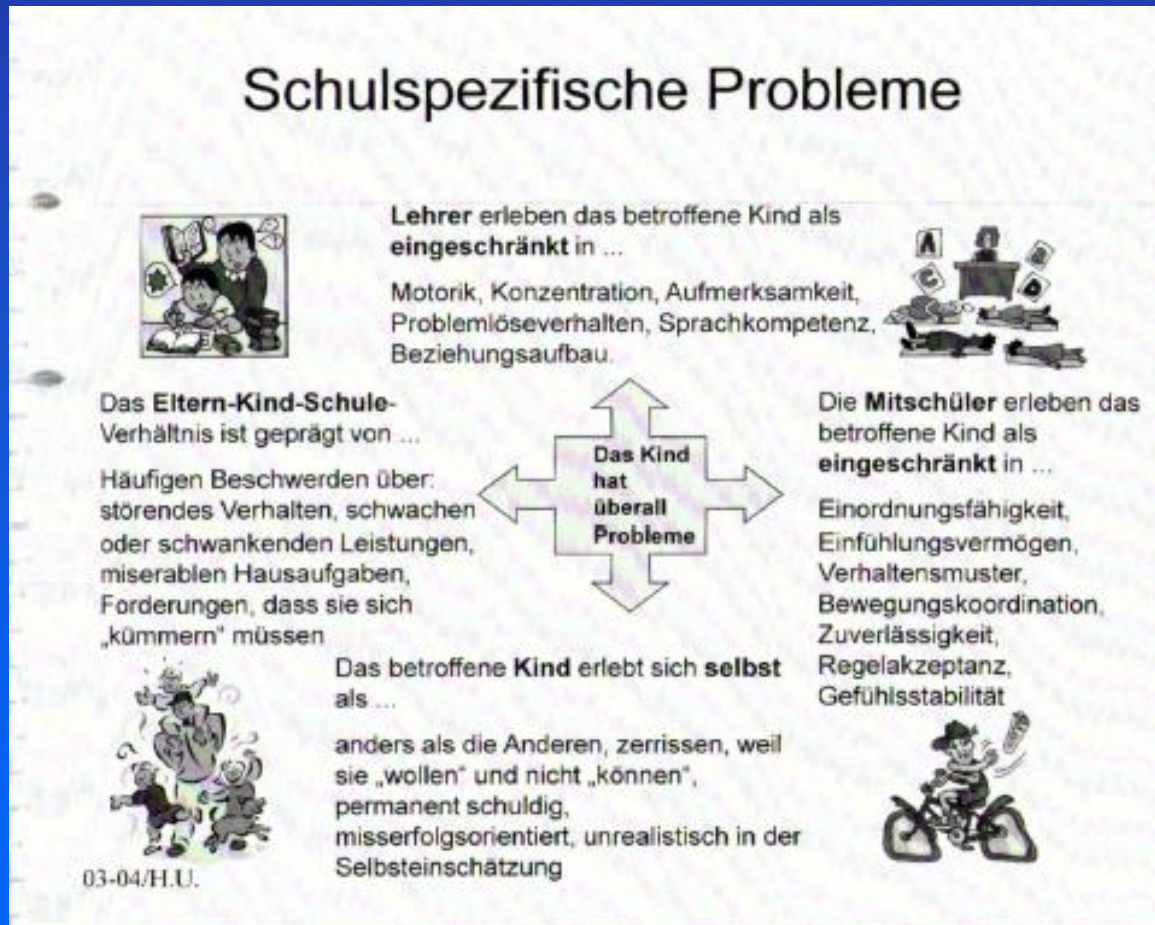 Schulspezifische Probleme
Lehrer erleben das betroffene Kind als
eingeschränkt in ...
Motorik, Konzentration, Aufmerksamkeit,
Problemlöseverhalten, Sprachkompetenz,
Beziehungsaufbau.
A
B
C
D
Das Eltern-Kind-Schule-
Verhältnis ist geprägt von ...
Häufigen Beschwerden über:
störendes Verhalten, schwachen
oder schwankenden Leistungen,
miserablen Hausaufgaben,
Forderungen, dass sie sich
„kümmern" müssen
Das Kind
hat
überall
Probleme
Die Mitschüler erleben das
betroffene Kind als
eingeschränkt in ...
Einordnungsfähigkeit,
Einfühlungsvermögen,
Verhaltensmuster,
Bewegungskoordination,
Zuverlässigkeit,
Regelakzeptanz,
Gefühlsstabilität
Das betroffene Kind erlebt sich selbst
als ...
anders als die Anderen, zerrissen, weil
sie „wollen" und nicht „können",
permanent schuldig,
misserfolgsorientiert, unrealistisch in der
Selbsteinschätzung
03-04/H.U.